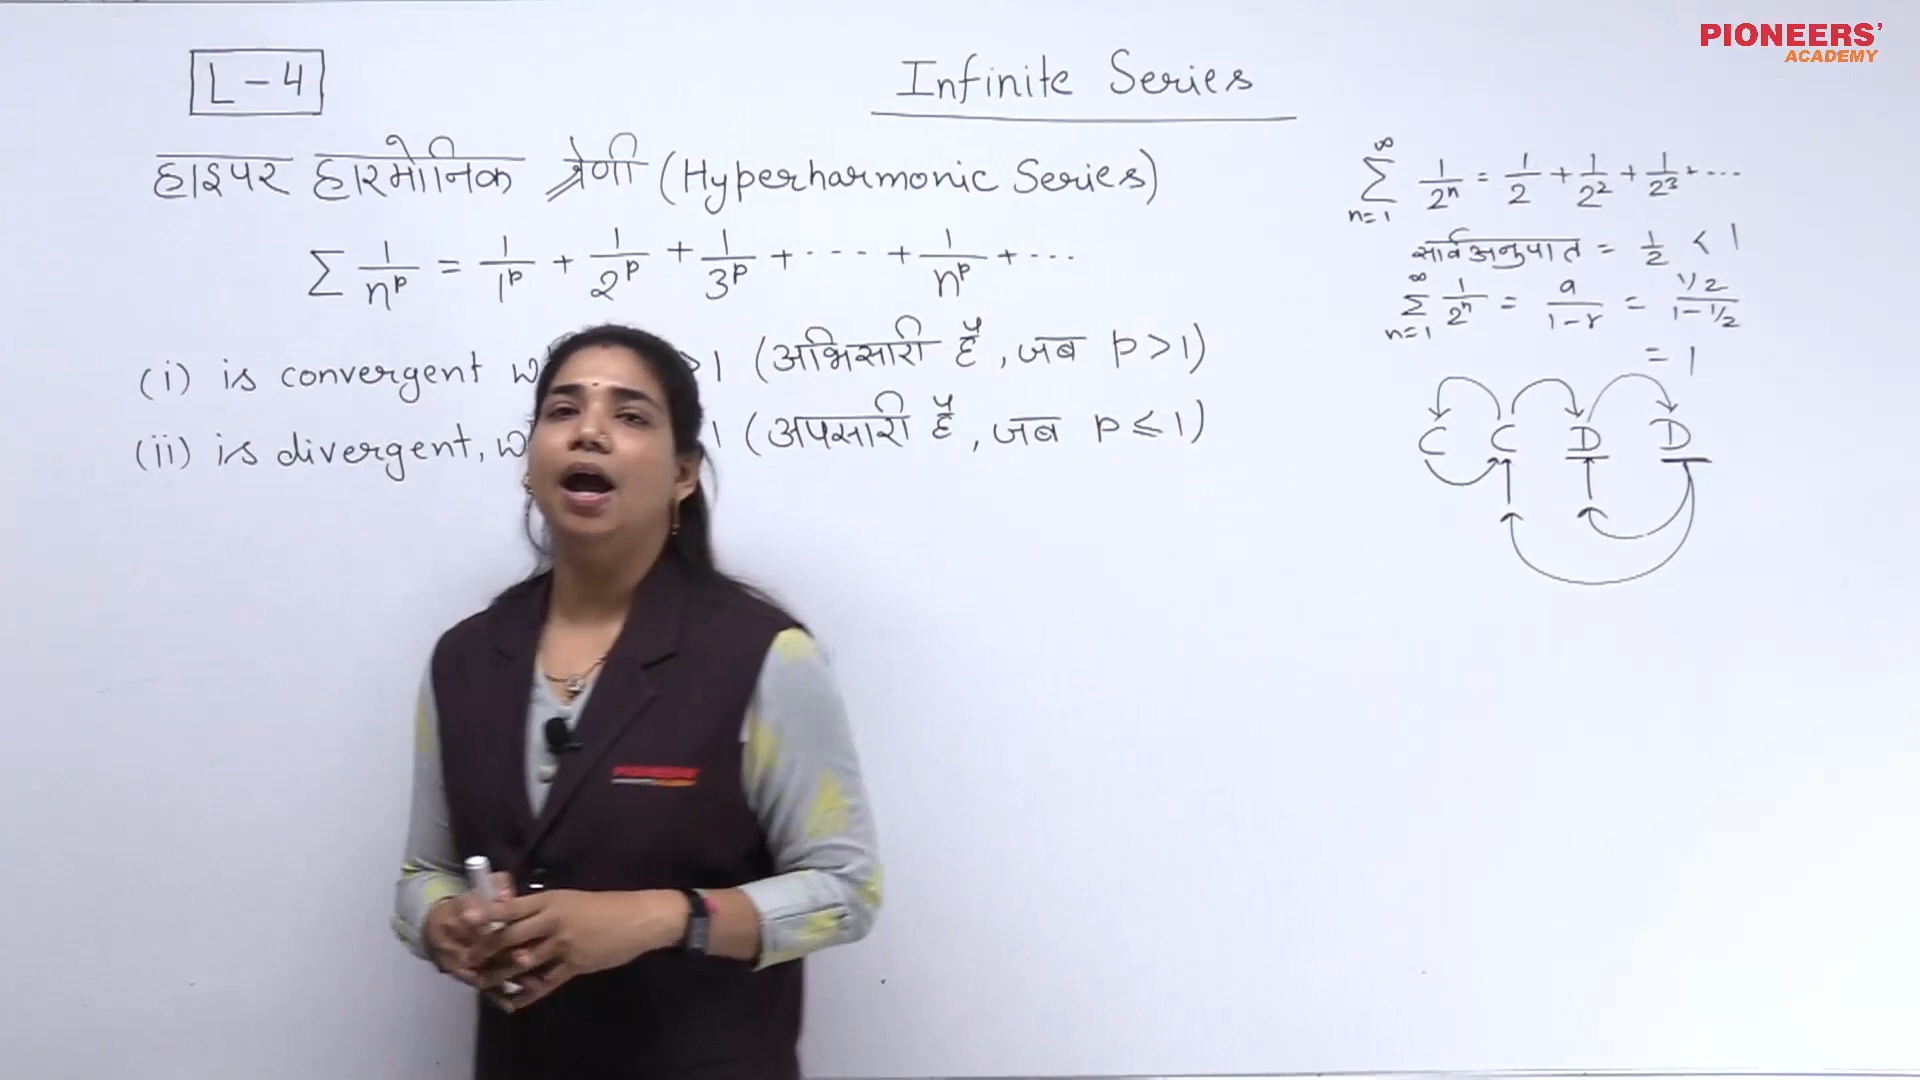 PIONEERS'
ACADEMY
L-4
Infinite Series
हाइपर हारमोनिक श्रेणी (Hyperharmonic Series)
∑ 1/n^p = 1/1^p + 1/2^p + 1/3^p + ---- + 1/n^p + ...
(i) is convergent > 1 (अभिसारी है, जब p > 1)
(ii) is divergent, 1 (अपसारी है, जब p ≤ 1)
∞∑n=1 1/2^n = 1/2 + 1/2^2 + 1/2^3 + ....
सार्वअनुपात = 1/2 < 1
∞∑n=1 1/2^n = a/1-r = 1/2/1-1/2
= 1
C C D D
PIONEERS'